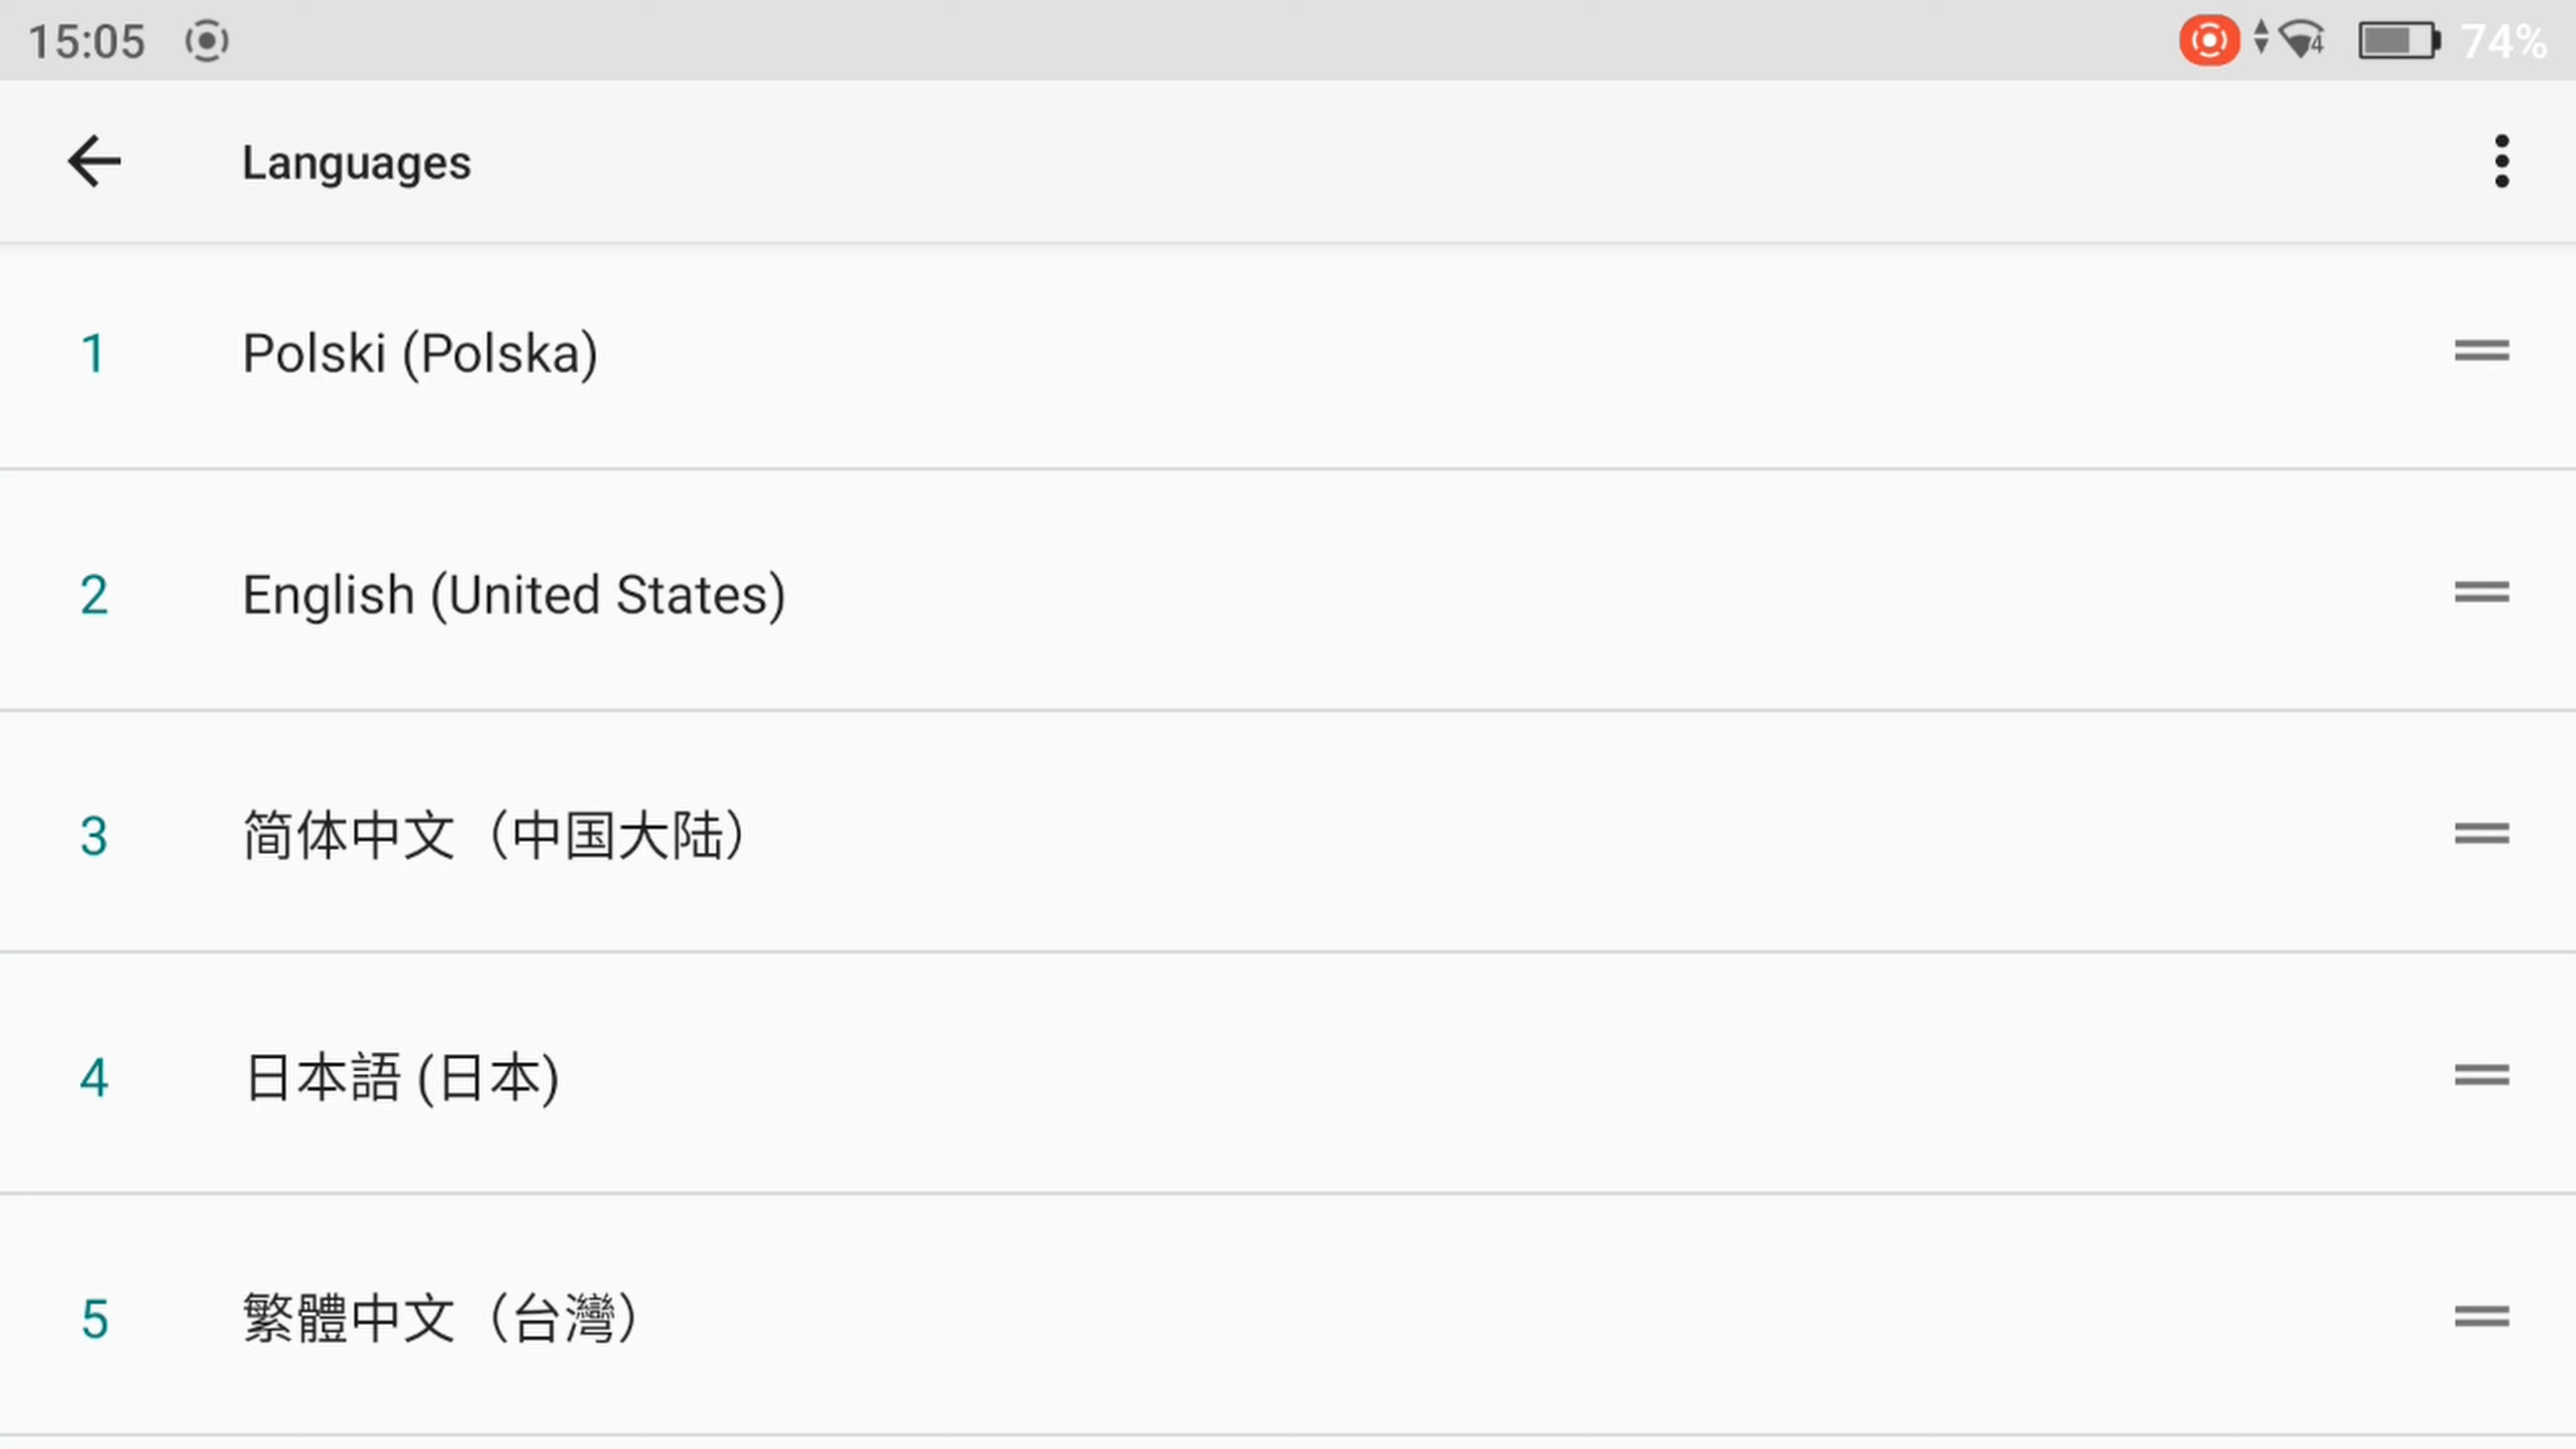 15:05
4
74%
Languages
1 Polski (Polska)
2 English (United States)
3 简体中文（中国大陆）
4 日本語 (日本)
5 繁體中文（台灣）